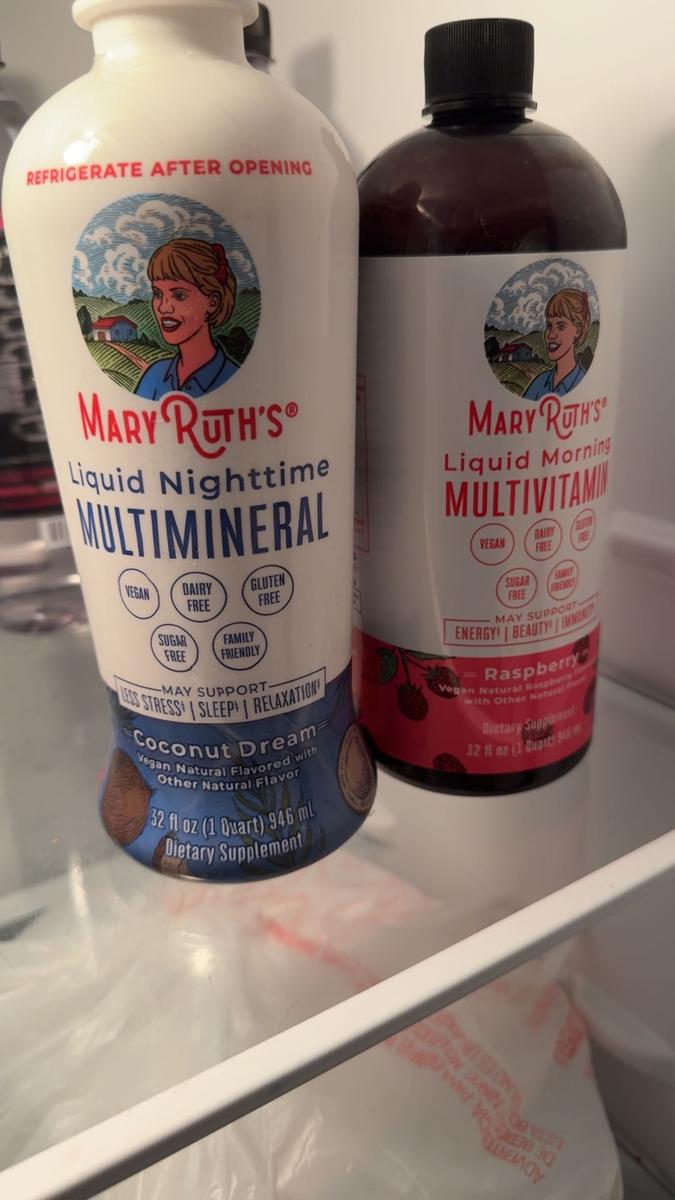 REFRIGERATE AFTER OPENING
MARY RUTH'S®
Liquid Nighttime
MULTIMINERAL
VEGAN
DAIRY
FREE
GLUTEN
FREE
SUGAR
FREE
FAMILY
FRIENDLY
MAY SUPPORT
LESS STRESS‡ | SLEEP‡ | RELAXATION‡
Coconut Dream
Vegan Natural Flavored with
Other Natural Flavor
32 fl oz (1 Quart) 946 mL
Dietary Supplement
MARY RUTH'S®
Liquid Morning
MULTIVITAMIN
VEGAN
DAIRY
FREE
GLUTEN
FREE
SUGAR
FREE
FAMILY
FRIENDLY
MAY SUPPORT
ENERGY‡ | BEAUTY‡ | IMMUNITY‡
Raspberry
Vegan Natural Raspberry
with Other Natural Flavor
Dietary Supplement
32 fl oz (1 Quart) 946 mL